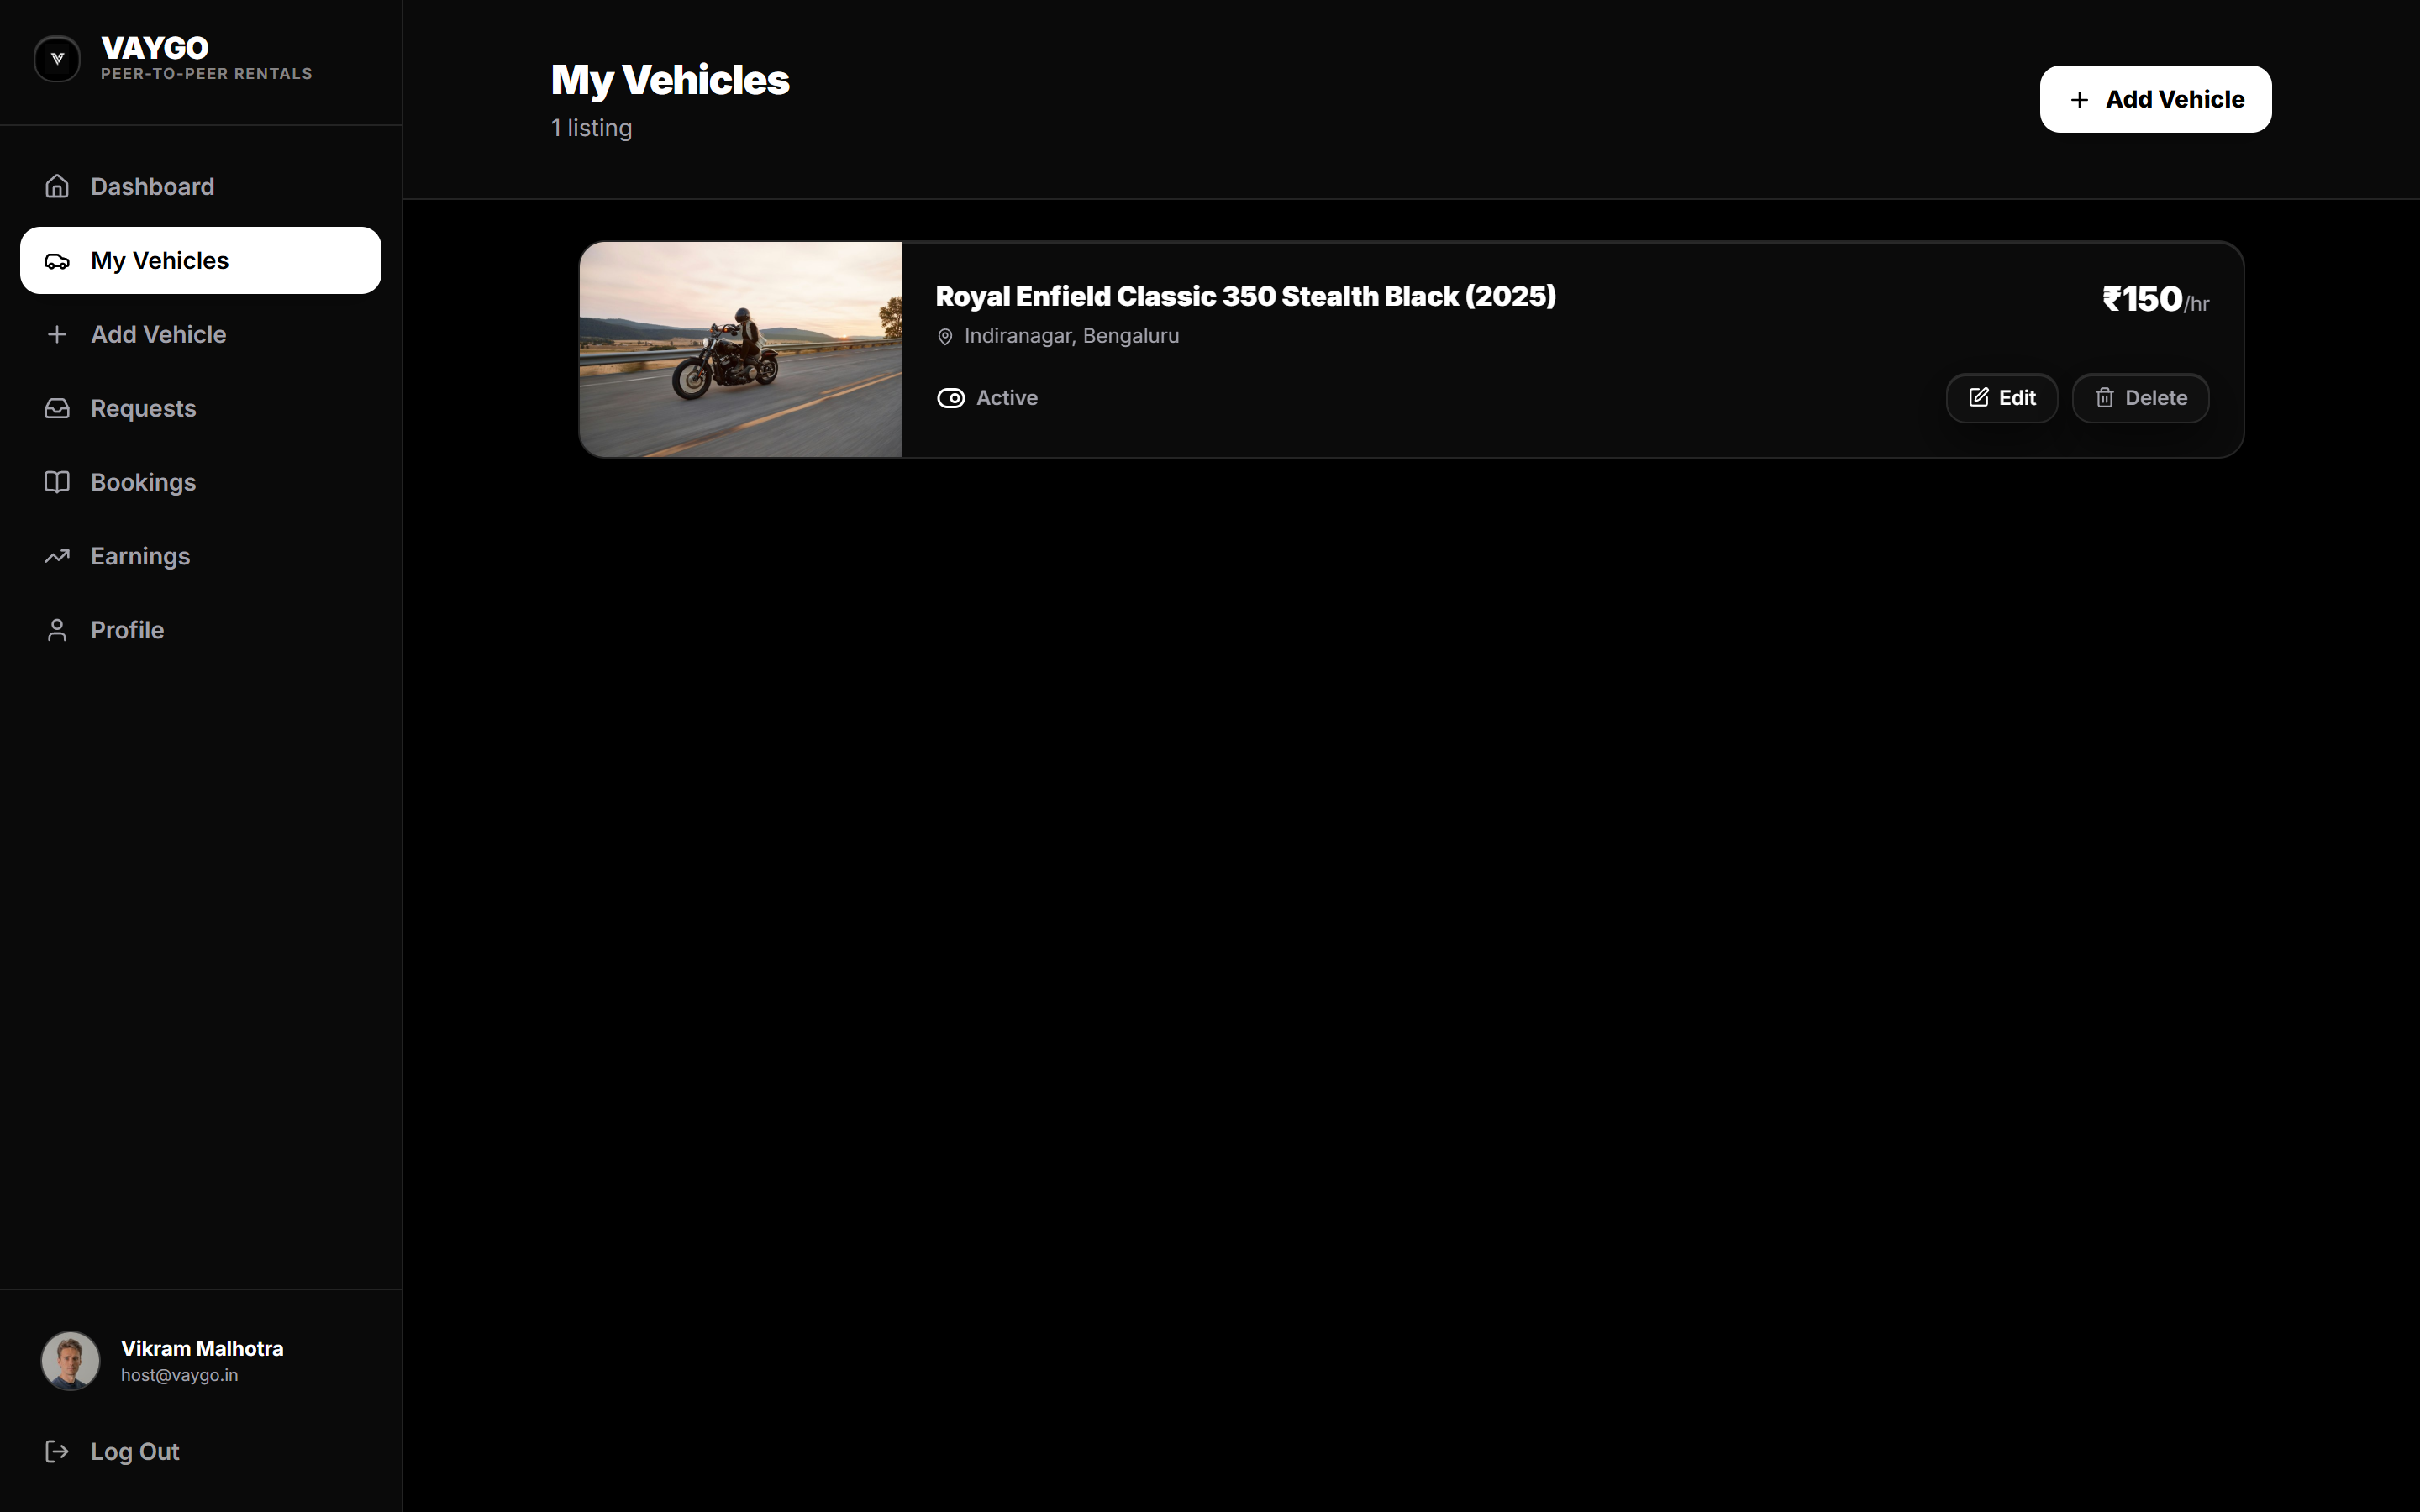 VAYGO
PEER-TO-PEER RENTALS
Dashboard
My Vehicles
Add Vehicle
Requests
Bookings
Earnings
Profile
Vikram Malhotra
host@vaygo.in
Log Out
My Vehicles
1 listing
Add Vehicle
Royal Enfield Classic 350 Stealth Black (2025)
₹150/hr
Indiranagar, Bengaluru
Active
Edit
Delete